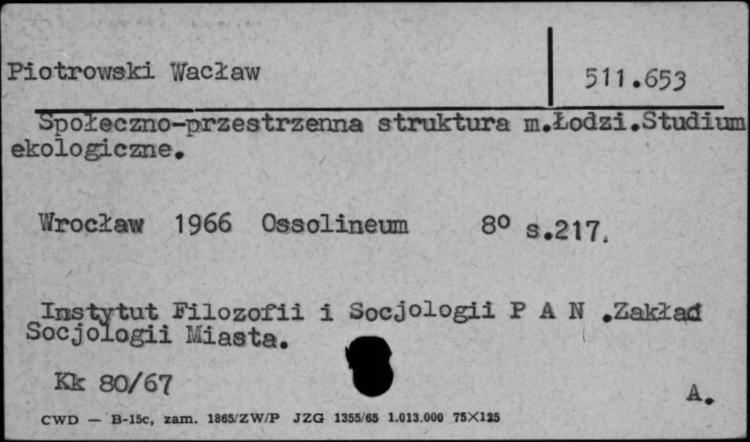 Piotrowski Wacław 511.653
Społeczno-przestrzenna struktura m.Łodzi.Studium
ekologiczne.
Wrocław 1966 Ossolineum 8º s.217.
Instytut Filozofii i Socjologii P A N .Zakład
Socjologii Miasta.
Kk 80/67
A.
CWD — B-15c, zam. 1865/ZW/P JZG 1355/65 1.013.000 75×125